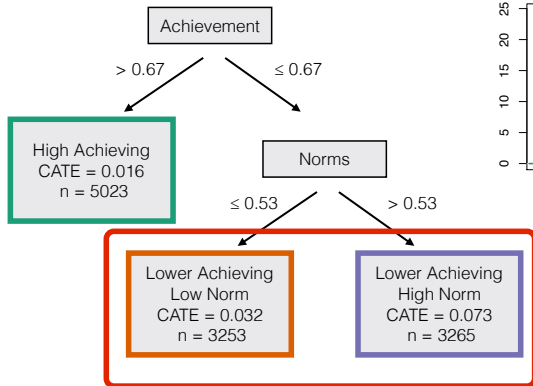 Achievement
> 0.67
≤ 0.67
High Achieving
CATE = 0.016
n = 5023
Norms
≤ 0.53
> 0.53
Lower Achieving
Low Norm
CATE = 0.032
n = 3253
Lower Achieving
High Norm
CATE = 0.073
n = 3265
25
20
15
10
5
0